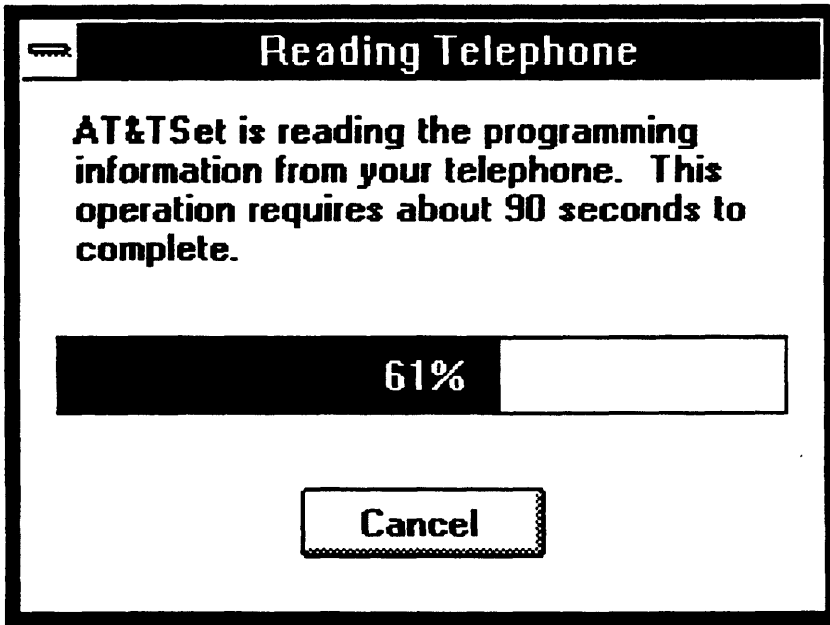 Reading Telephone
AT&TSet is reading the programming
information from your telephone.  This
operation requires about 90 seconds to
complete.
61%
Cancel